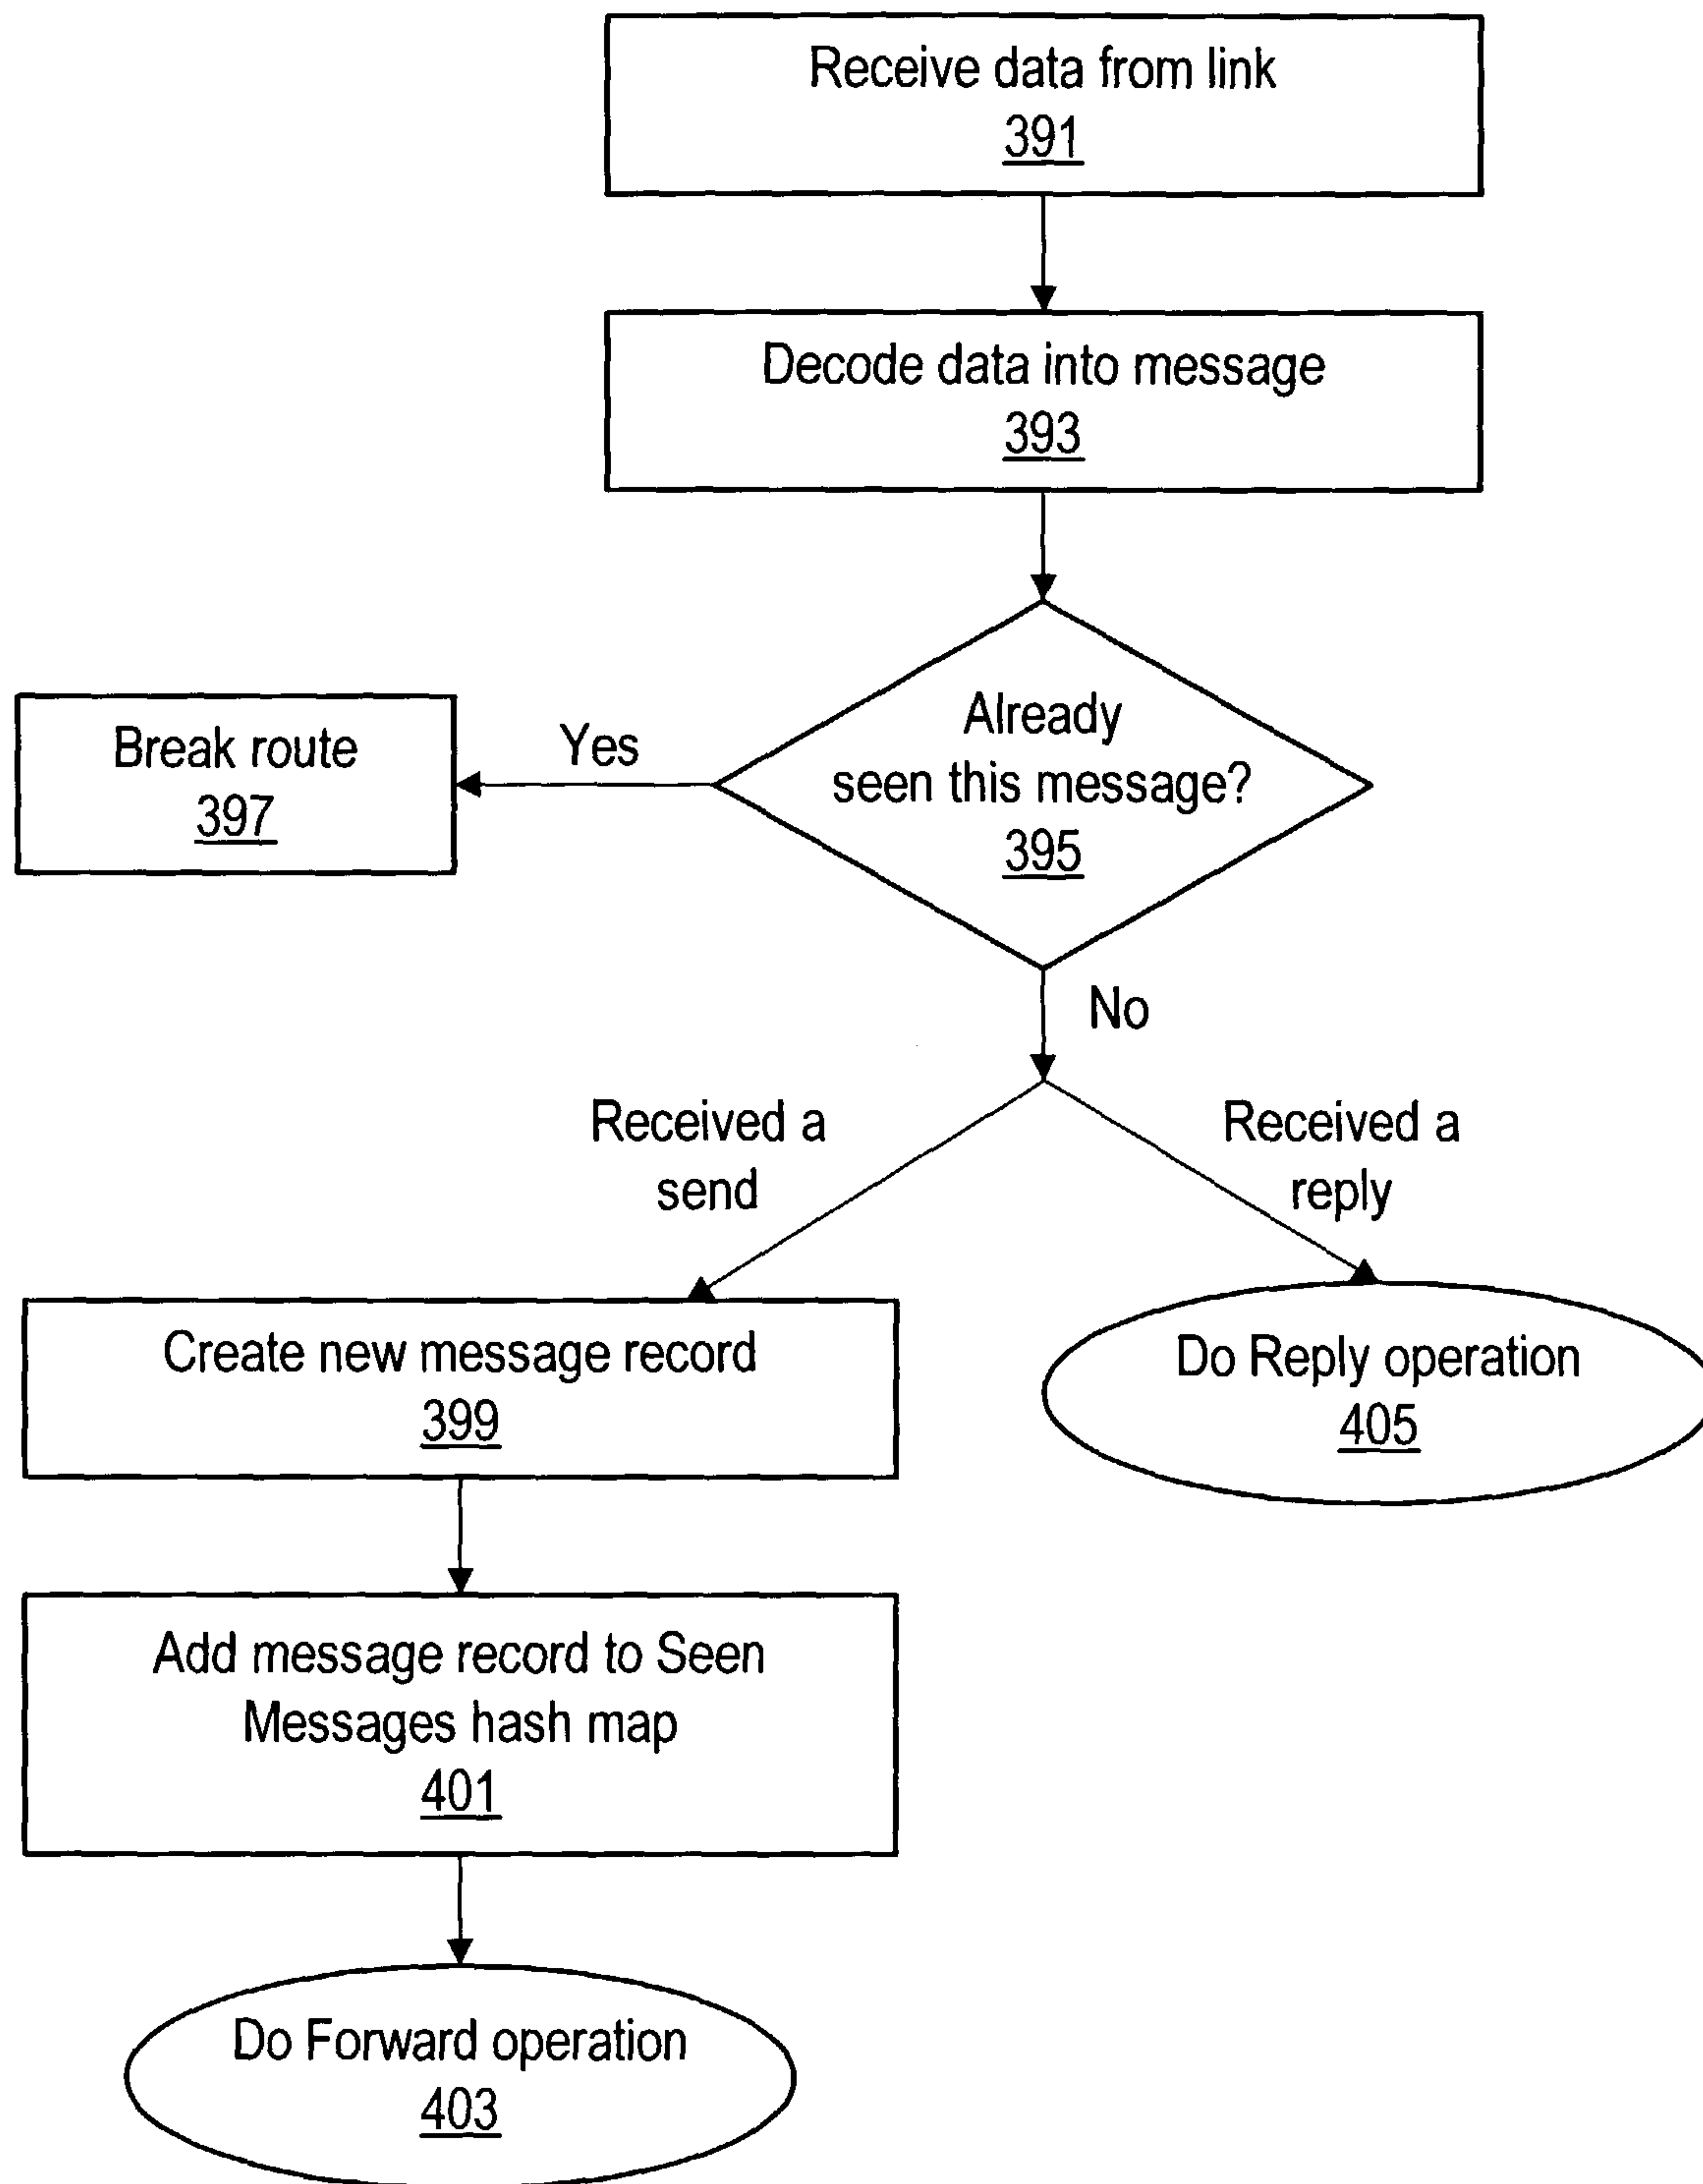 Receive data from link
391
Decode data into message
393
Already
seen this message?
395
Yes
Break route
397
No
Received a
send
Received a
reply
Create new message record
399
Do Reply operation
405
Add message record to Seen
Messages hash map
401
Do Forward operation
403